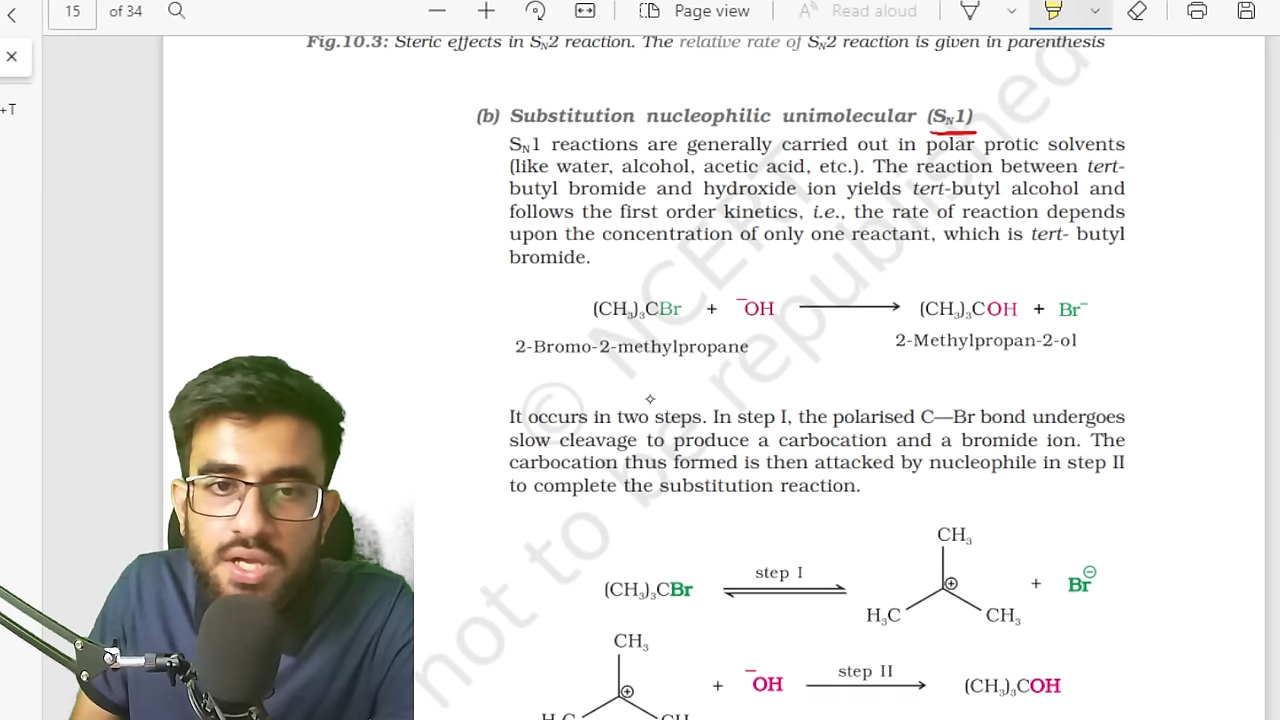 15 of 34 Page view Read aloud
+T
Fig.10.3: Steric effects in SN2 reaction. The relative rate of SN2 reaction is given in parenthesis
(b) Substitution nucleophilic unimolecular (SN1)
SN1 reactions are generally carried out in polar protic solvents
(like water, alcohol, acetic acid, etc.). The reaction between tert-
butyl bromide and hydroxide ion yields tert-butyl alcohol and
follows the first order kinetics, i.e., the rate of reaction depends
upon the concentration of only one reactant, which is tert- butyl
bromide.
(CH₃)₃CBr + ⁻OH → (CH₃)₃COH + Br⁻
2-Bromo-2-methylpropane 2-Methylpropan-2-ol
It occurs in two steps. In step I, the polarised C—Br bond undergoes
slow cleavage to produce a carbocation and a bromide ion. The
carbocation thus formed is then attacked by nucleophile in step II
to complete the substitution reaction.
CH₃
(CH₃)₃CBr step I ⊕ + Br⊖
H₃C CH₃
CH₃
⊕ + ⁻OH step II (CH₃)₃COH
© NCERT
not to be republished